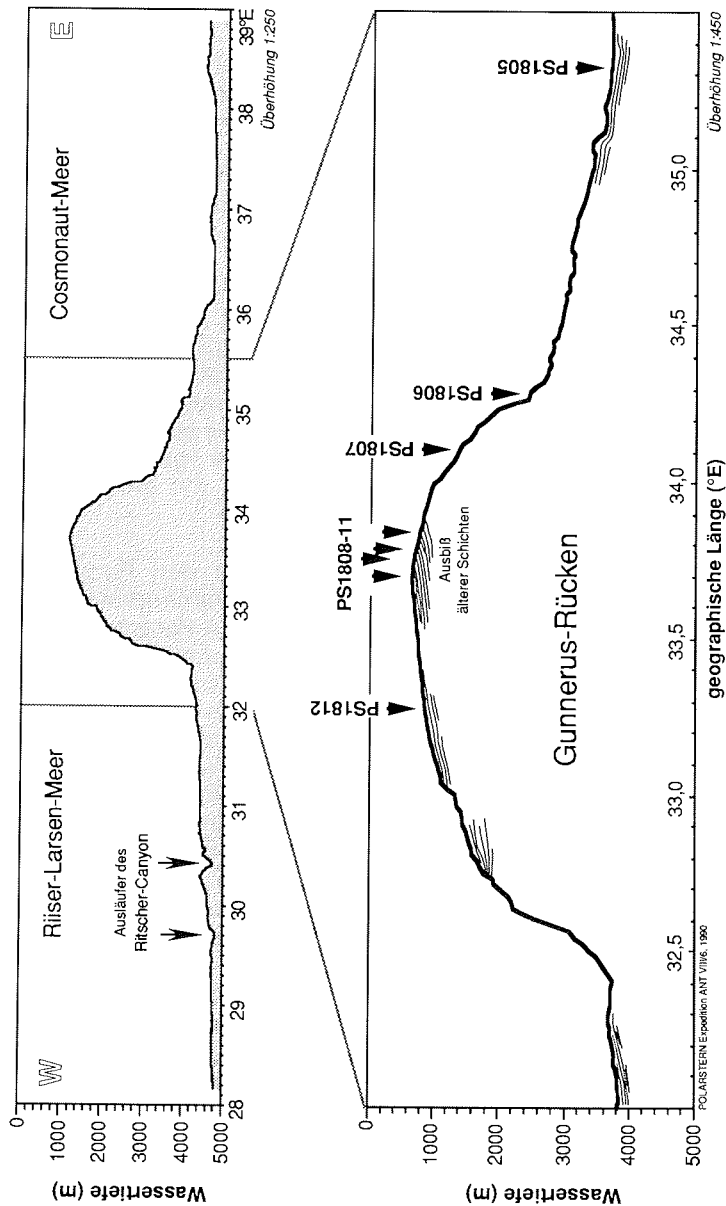 W
E
Riiser-Larsen-Meer
Cosmonaut-Meer
Ausläufer des
Ritscher-Canyon
Wassertiefe (m)
0
1000
2000
3000
4000
5000
28
29
30
31
32
33
34
35
36
37
38
39°E
Überhöhung 1:250
Wassertiefe (m)
0
1000
2000
3000
4000
5000
PS1812
PS1808-11
PS1807
PS1806
PS1805
Ausbiß
älterer Schichten
Gunnerus-Rücken
POLARSTERN Expedition ANT VIII/6, 1990
32,5
33,0
33,5
34,0
34,5
35,0
Überhöhung 1:450
geographische Länge (°E)